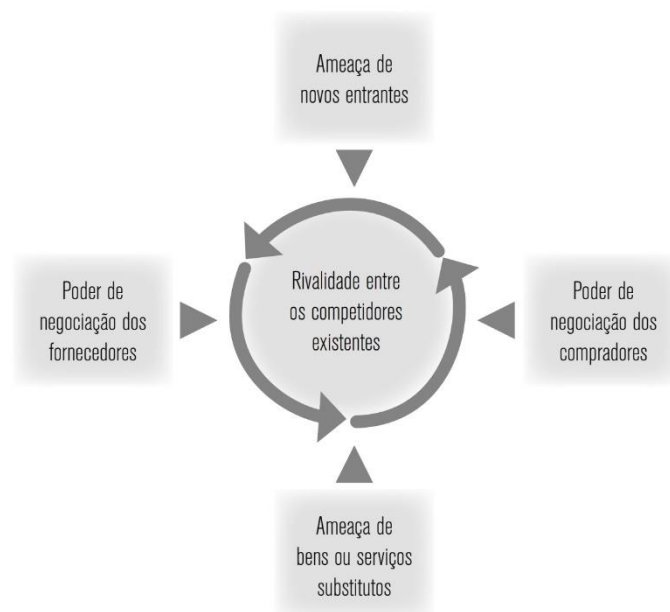 Ameaça de
novos entrantes
Poder de
negociação dos
fornecedores
Rivalidade entre
os competidores
existentes
Poder de
negociação dos
compradores
Ameaça de
bens ou serviços
substitutos